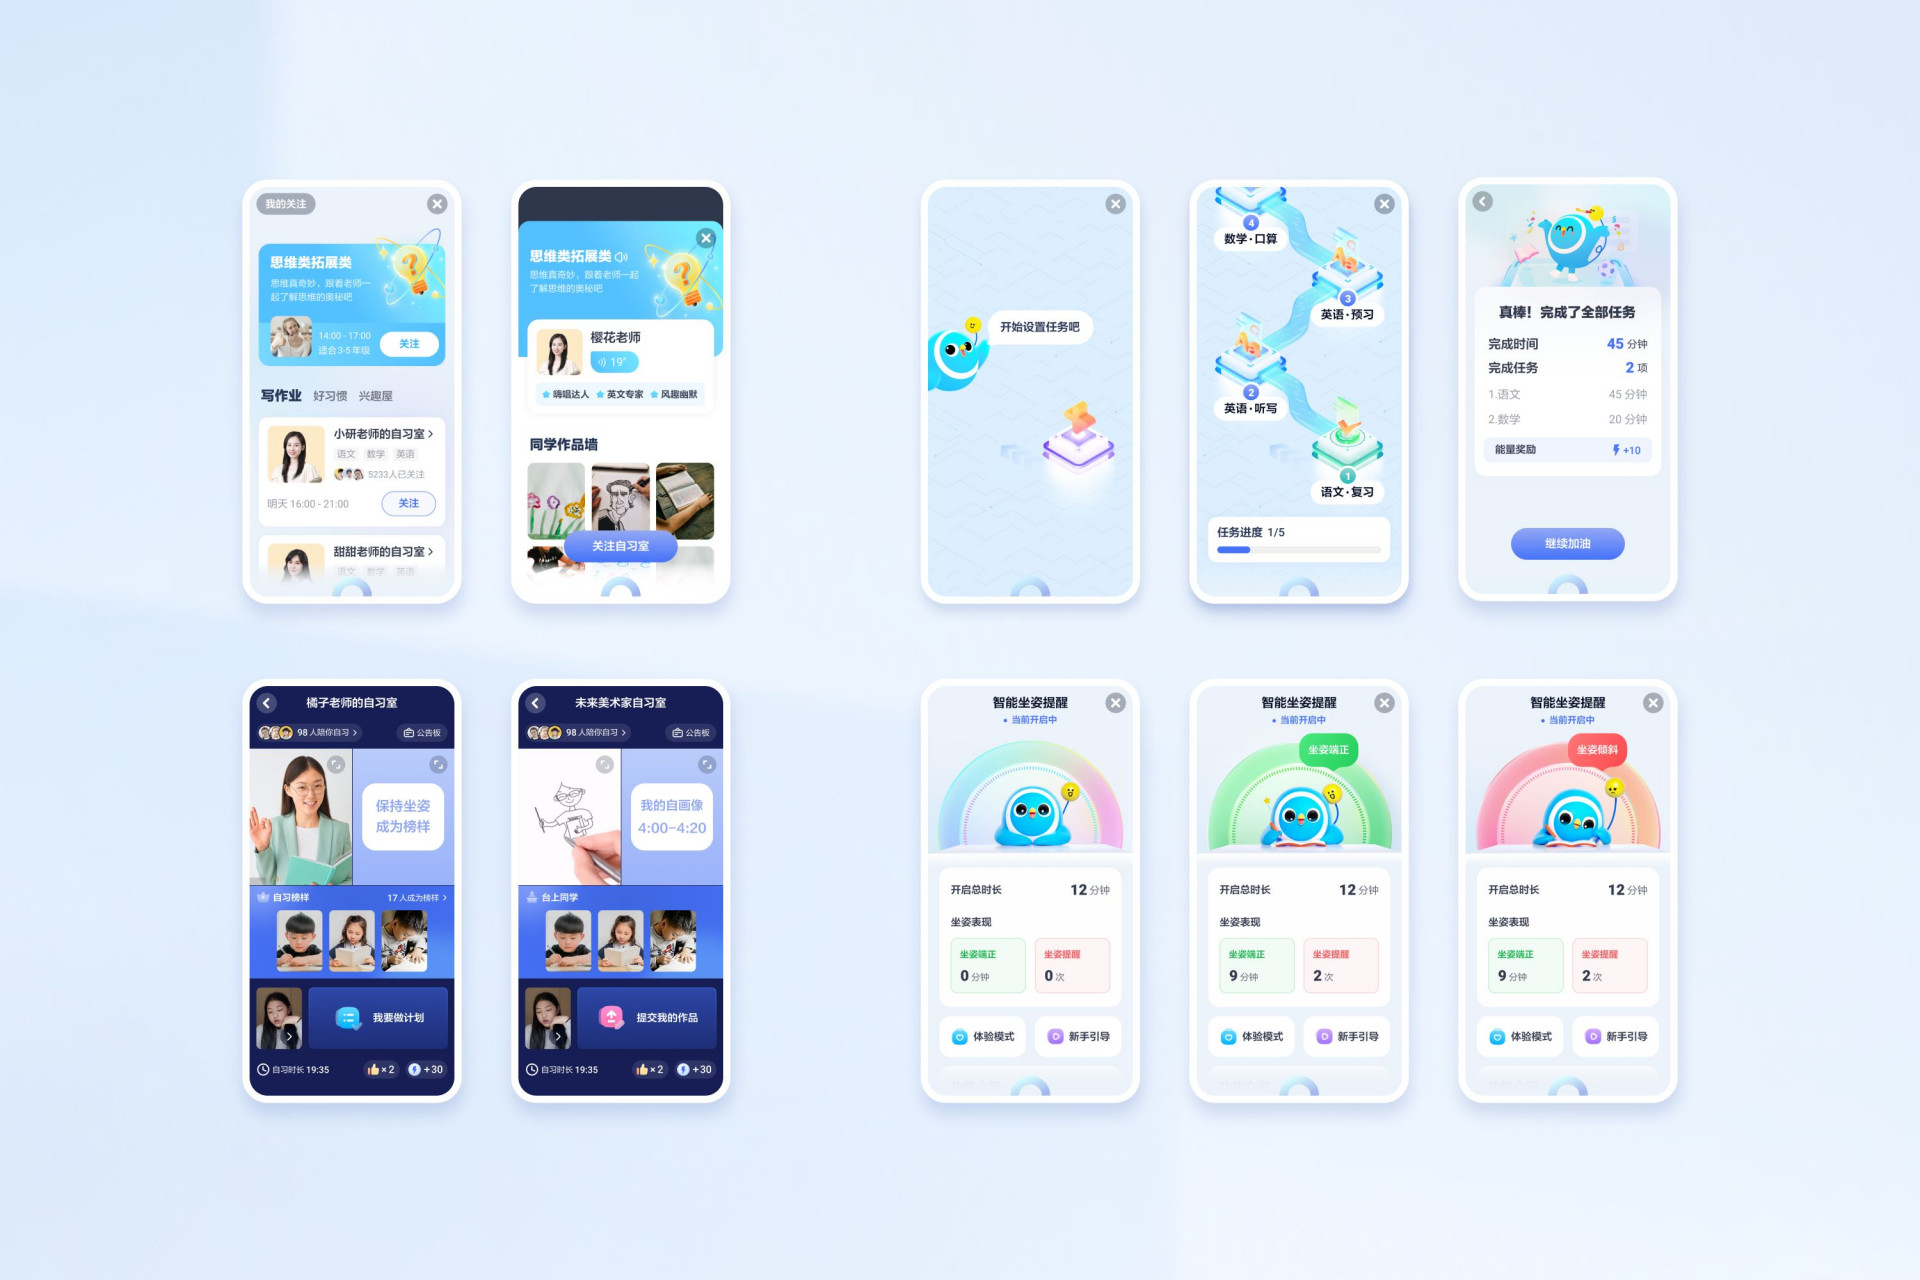 我的关注
思维类拓展类
思维真奇妙，跟着老师一
起了解思维的奥秘吧
14:00 - 17:00
适合3-5年级
关注
写作业 好习惯 兴趣屋
小研老师的自习室
语文 数学 英语
5233人已关注
明天 16:00 - 21:00
关注
甜甜老师的自习室
语文 数学 英语
思维类拓展类
思维真奇妙，跟着老师一起
了解思维的奥秘吧
樱花老师
19"
嗨唱达人 英文专家 风趣幽默
同学作品墙
关注自习室
开始设置任务吧
4
数学·口算
3
英语·预习
2
英语·听写
1
语文·复习
任务进度 1/5
真棒！完成了全部任务
完成时间 45 分钟
完成任务 2 项
1.语文 45 分钟
2.数学 20 分钟
能量奖励 +10
继续加油
橘子老师的自习室
98 人陪你自习
公告板
保持坐姿
成为榜样
自习榜样 17 人成为榜样
我要做计划
自习时长 19:35 ×2 +30
未来美术家自习室
98 人陪你自习
公告板
我的自画像
4:00-4:20
台上同学
提交我的作品
自习时长 19:35 ×2 +30
智能坐姿提醒
当前开启中
开启总时长 12 分钟
坐姿表现
坐姿端正 坐姿提醒
0 分钟 0 次
体验模式 新手引导
智能坐姿提醒
当前开启中
坐姿端正
开启总时长 12 分钟
坐姿表现
坐姿端正 坐姿提醒
9 分钟 2 次
体验模式 新手引导
智能坐姿提醒
当前开启中
坐姿倾斜
开启总时长 12 分钟
坐姿表现
坐姿端正 坐姿提醒
9 分钟 2 次
体验模式 新手引导